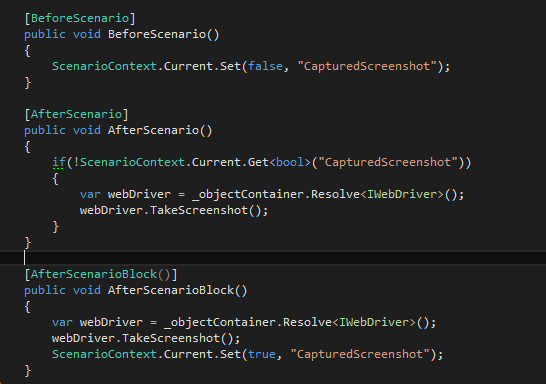 [BeforeScenario]
public void BeforeScenario()
{
    ScenarioContext.Current.Set(false, "CapturedScreenshot");
}

[AfterScenario]
public void AfterScenario()
{
    if(!ScenarioContext.Current.Get<bool>("CapturedScreenshot"))
    {
        var webDriver = _objectContainer.Resolve<IWebDriver>();
        webDriver.TakeScreenshot();
    }
}

[AfterScenarioBlock()]
public void AfterScenarioBlock()
{
    var webDriver = _objectContainer.Resolve<IWebDriver>();
    webDriver.TakeScreenshot();
    ScenarioContext.Current.Set(true, "CapturedScreenshot");
}